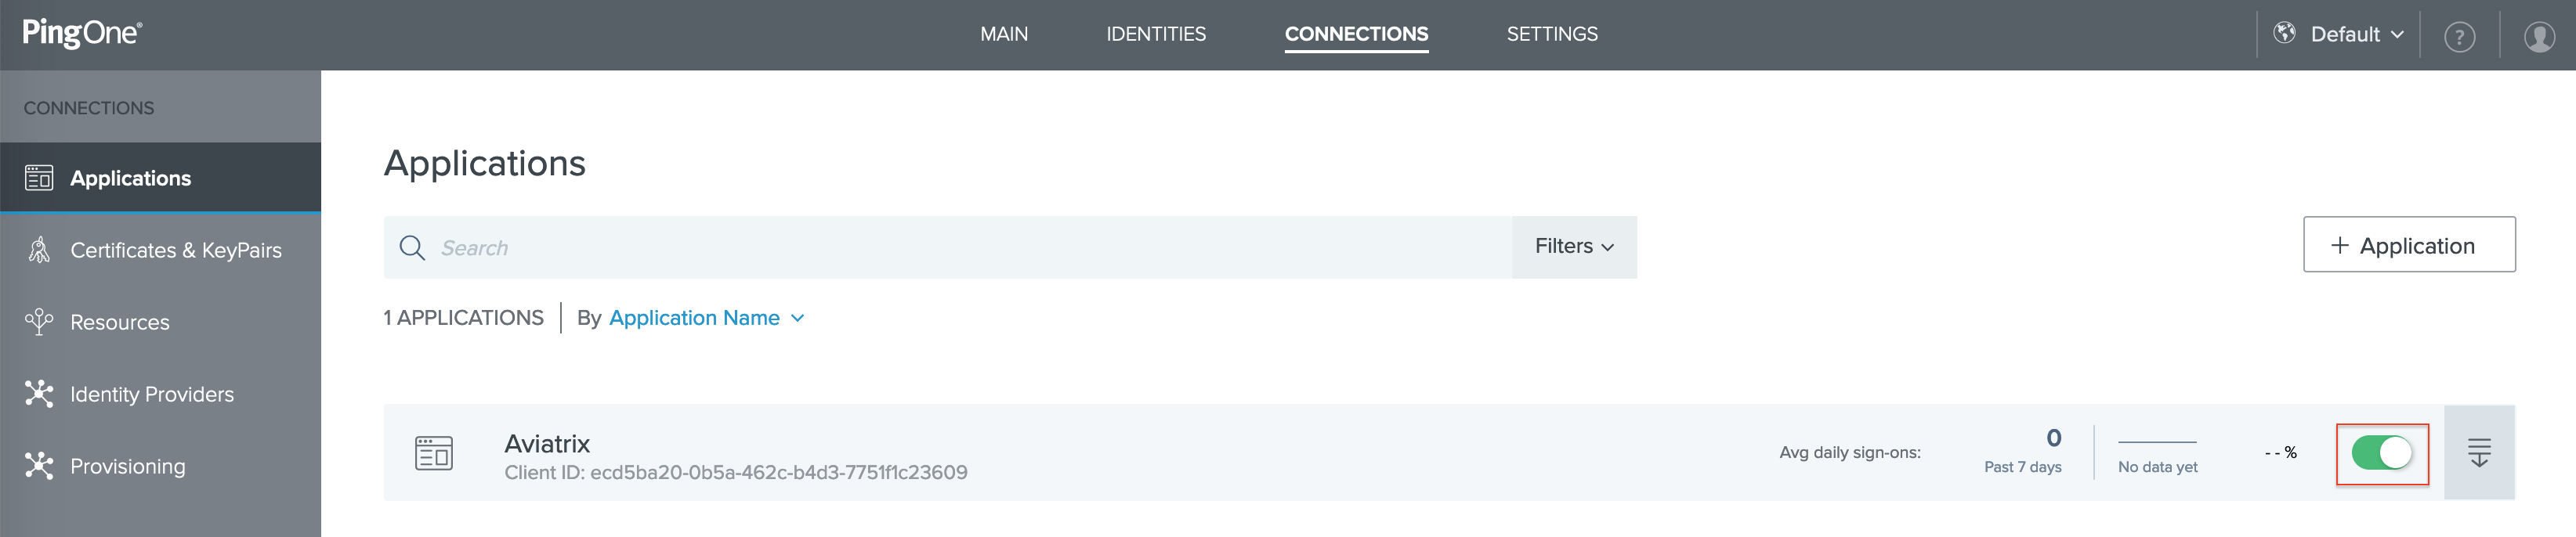 PingOne®
MAIN
IDENTITIES
CONNECTIONS
SETTINGS
Default
?
CONNECTIONS
Applications
Certificates & KeyPairs
Resources
Identity Providers
Provisioning
Applications
Search
Filters
+ Application
1 APPLICATIONS
By Application Name
Aviatrix
Client ID: ecd5ba20-0b5a-462c-b4d3-7751f1c23609
Avg daily sign-ons:
0
Past 7 days
No data yet
- - %